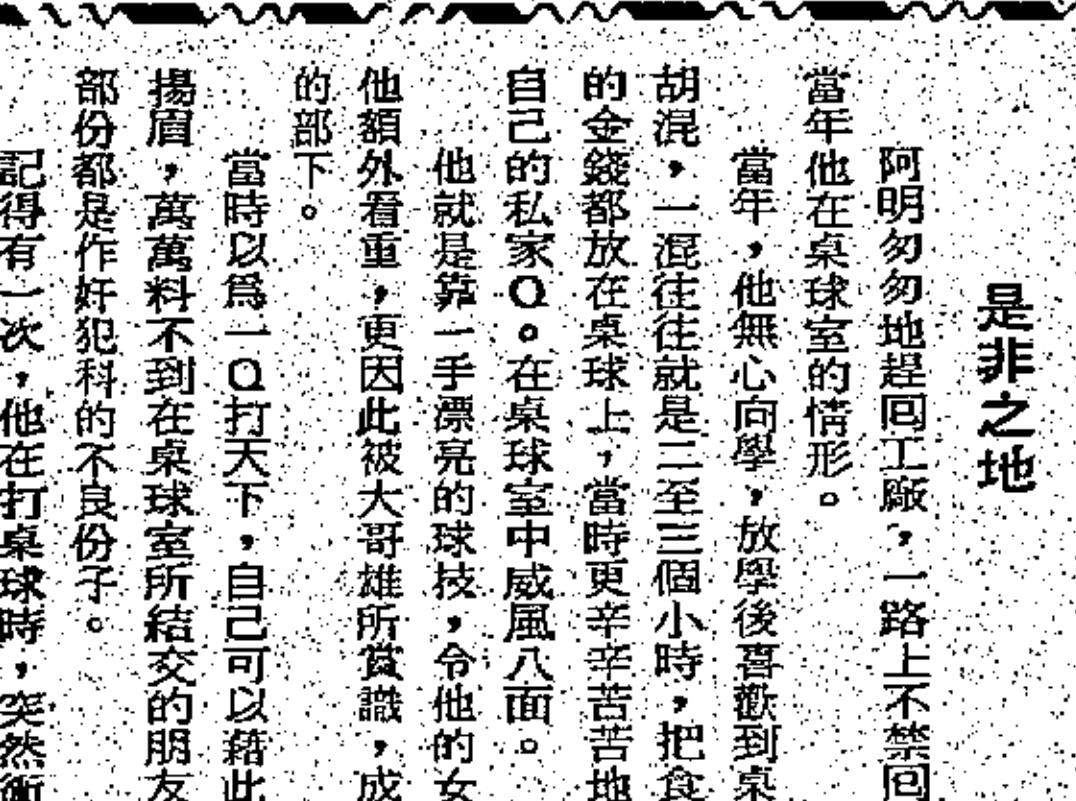 是非之地
阿明匆匆地趕回工廠，一路上不禁回
當年他在桌球室的情形。
當年，他無心向學，放學後喜歡到桌
胡混，一混往往就是二至三個小時，把食
的金錢都放在桌球上，當時更辛辛苦苦地
自己的私家Q。在桌球室中威風八面。
他就是靠一手漂亮的球技，令他的女
他額外看重，更因此被大哥雄所賞識，成
的部下。
當時以爲一Q打天下，自己可以藉此
揚眉，萬萬料不到在桌球室所結交的朋友
部份都是作奸犯科的不良份子。
記得有一次，他在打桌球時，突然衝